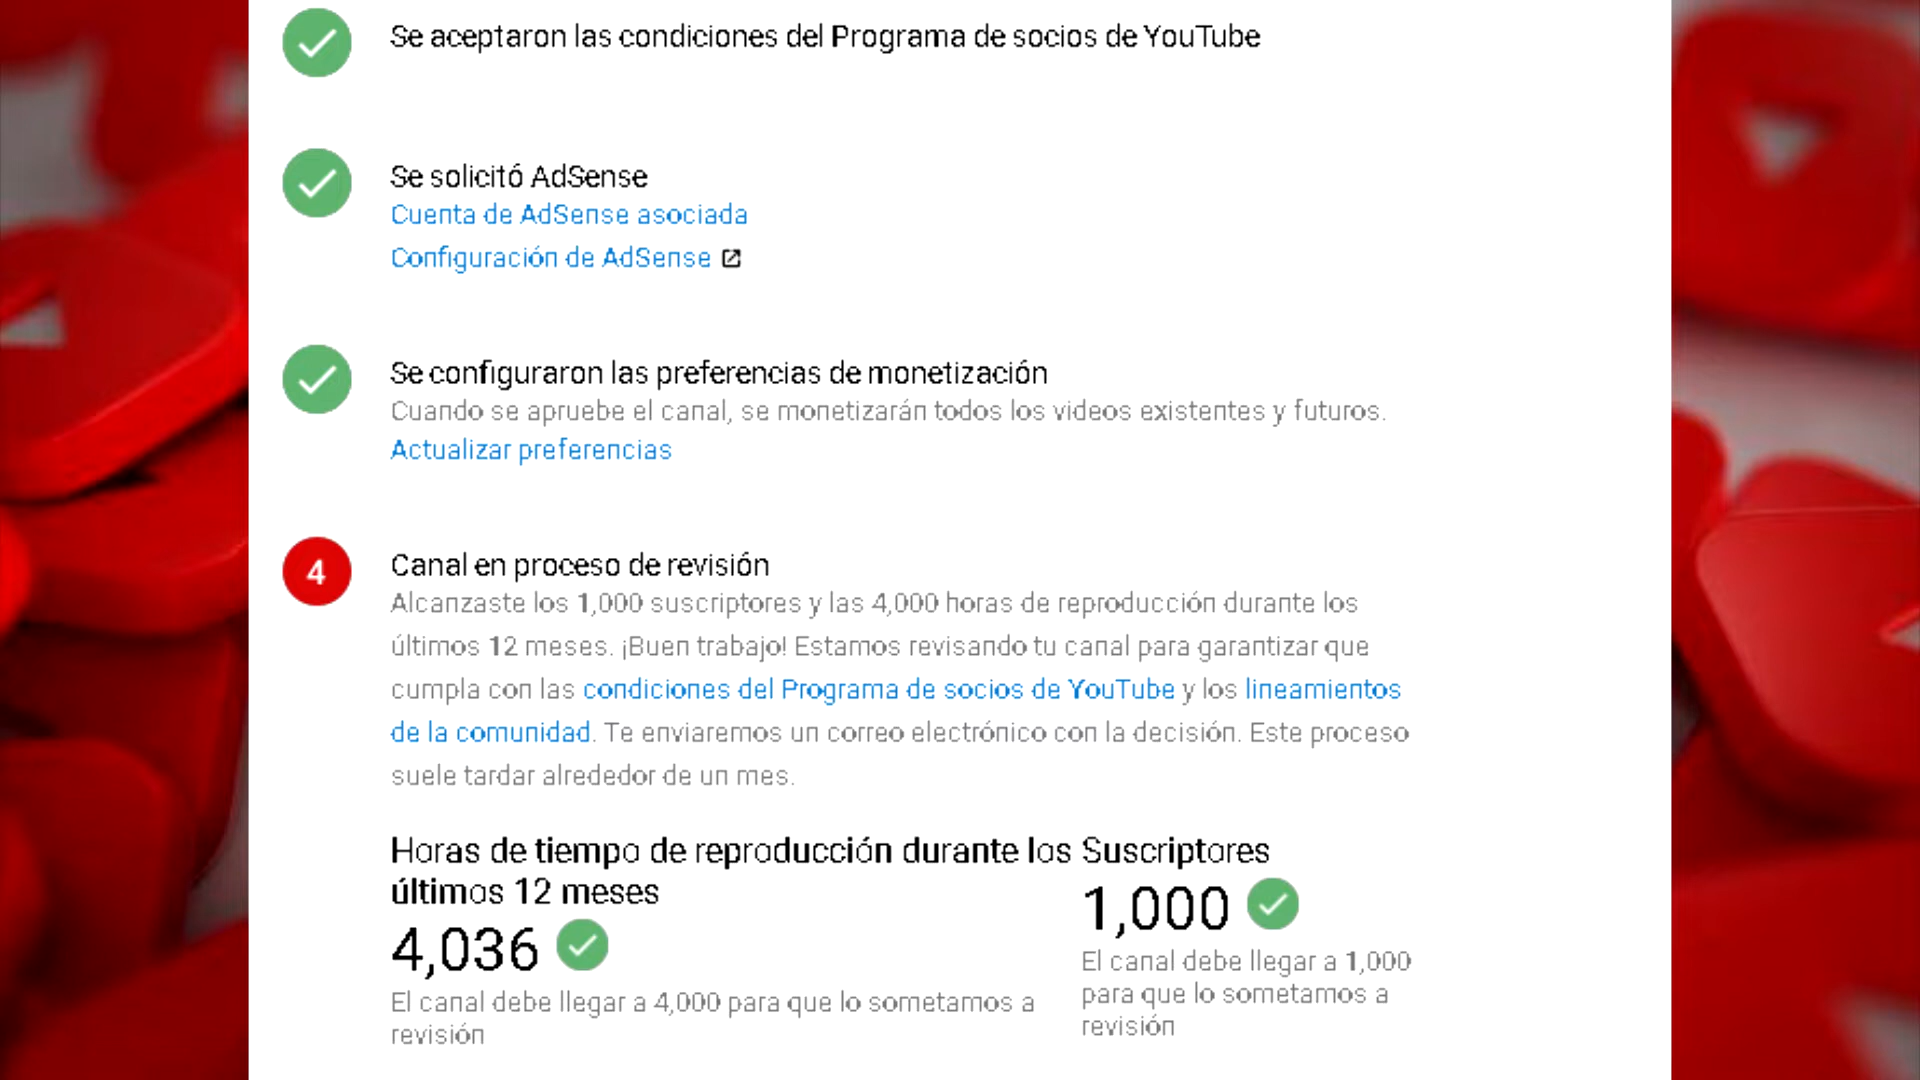 Se aceptaron las condiciones del Programa de socios de YouTube
Se solicitó AdSense
Cuenta de AdSense asociada
Configuración de AdSense
Se configuraron las preferencias de monetización
Cuando se apruebe el canal, se monetizarán todos los videos existentes y futuros.
Actualizar preferencias
4
Canal en proceso de revisión
Alcanzaste los 1,000 suscriptores y las 4,000 horas de reproducción durante los
últimos 12 meses. ¡Buen trabajo! Estamos revisando tu canal para garantizar que
cumpla con las condiciones del Programa de socios de YouTube y los lineamientos
de la comunidad. Te enviaremos un correo electrónico con la decisión. Este proceso
suele tardar alrededor de un mes.
Horas de tiempo de reproducción durante los
últimos 12 meses
4,036
El canal debe llegar a 4,000 para que lo sometamos a
revisión
Suscriptores
1,000
El canal debe llegar a 1,000
para que lo sometamos a
revisión